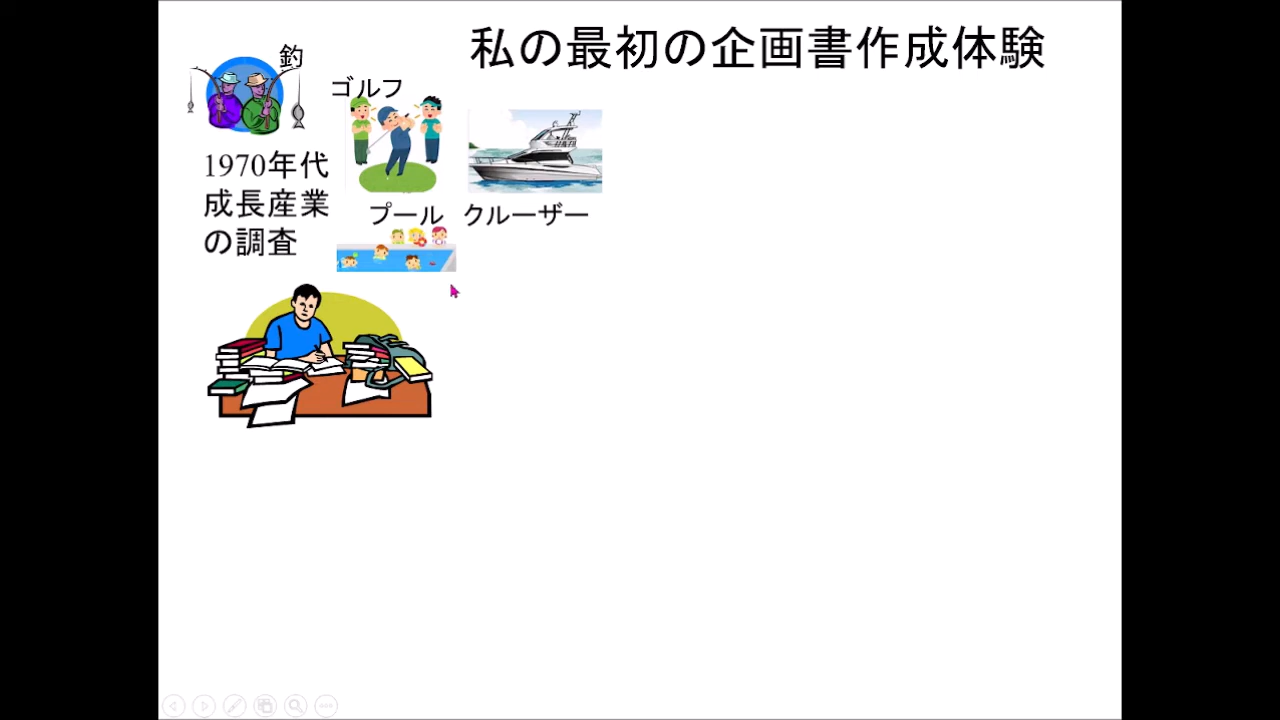 私の最初の企画書作成体験
釣
ゴルフ
1970年代
成長産業
の調査
プール
クルーザー